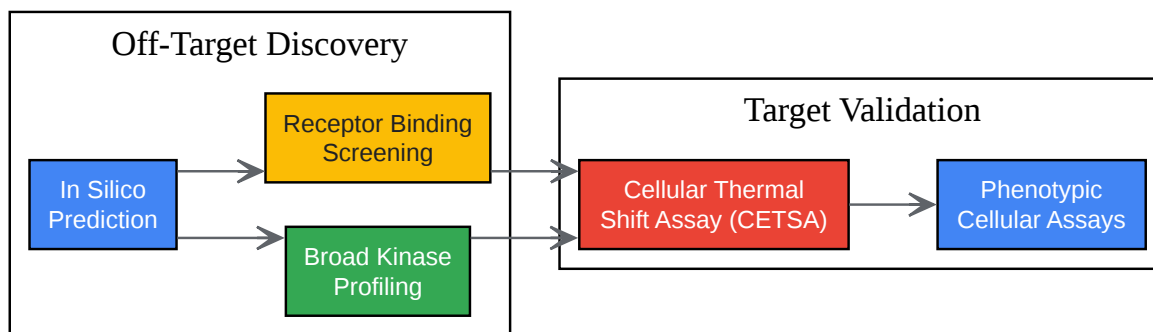 Off-Target Discovery
In Silico
Prediction
Receptor Binding
Screening
Broad Kinase
Profiling
Target Validation
Cellular Thermal
Shift Assay (CETSA)
Phenotypic
Cellular Assays